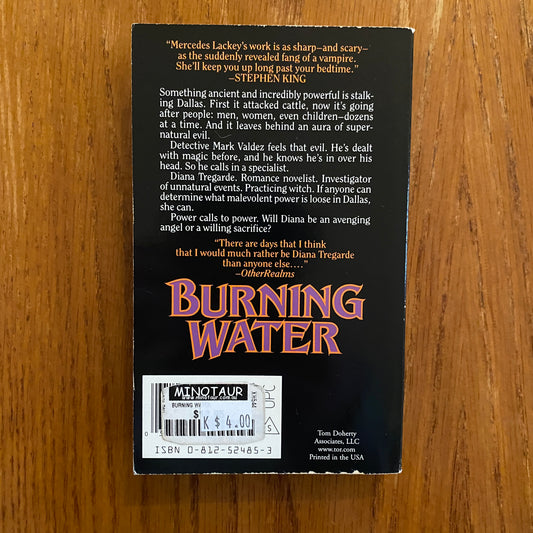 “Mercedes Lackey’s work is as sharp–and scary–
as the suddenly revealed fang of a vampire.
She’ll keep you up long past your bedtime.”
–STEPHEN KING
Something ancient and incredibly powerful is stalk-
ing Dallas. First it attacked cattle, now it’s going
after people: men, women, even children–dozens
at a time. And it leaves behind an aura of super-
natural evil.
Detective Mark Valdez feels that evil. He’s dealt
with magic before, and he knows he’s in over his
head. So he calls in a specialist.
Diana Tregarde. Romance novelist. Investigator
of unnatural events. Practicing witch. If anyone can
determine what malevolent power is loose in Dallas,
she can.
Power calls to power. Will Diana be an avenging
angel or a willing sacrifice?
“There are days that I think
that I would much rather be Diana Tregarde
than anyone else....”
–OtherRealms
BURNING
WATER
MINOTAUR
www.minotaur.com.au
BURNING
$
K $ 4.00
UPC
S
0
ISBN 0-812-52485-3
Tom Doherty
Associates, LLC
www.tor.com
Printed in the USA